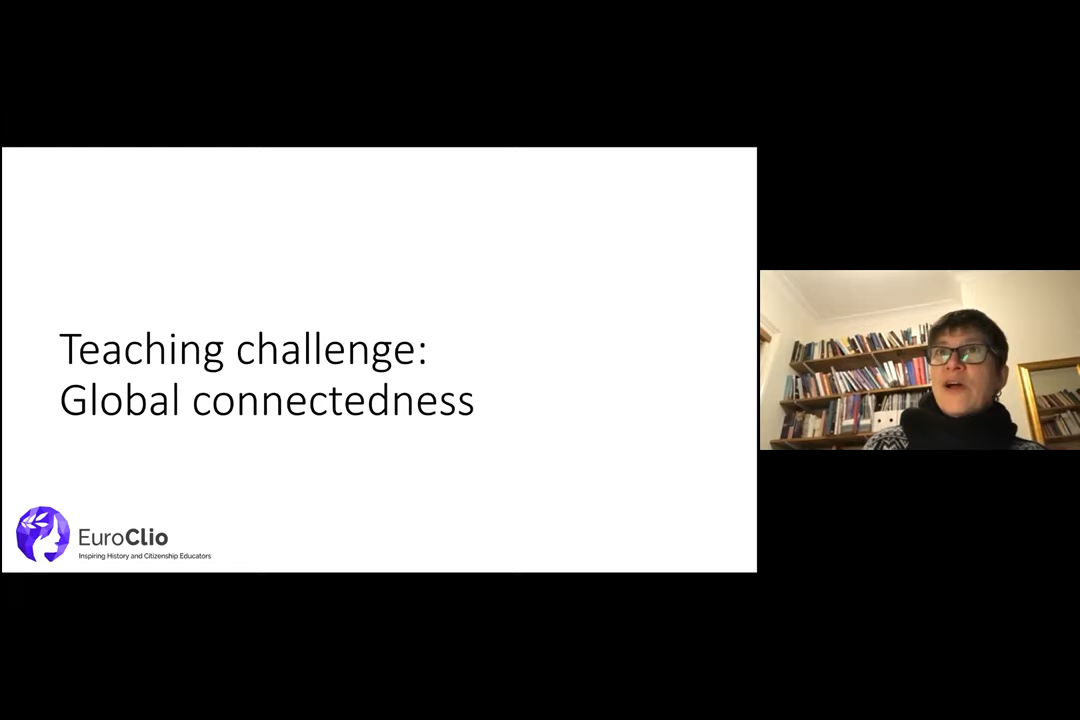 Teaching challenge:
Global connectedness
EuroClio
Inspiring History and Citizenship Educators